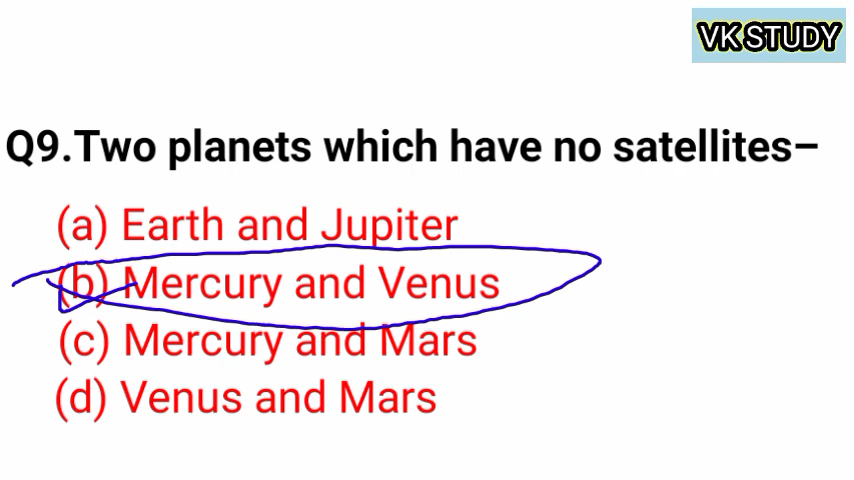 VK STUDY
Q9.Two planets which have no satellites–
(a) Earth and Jupiter
(b) Mercury and Venus
(c) Mercury and Mars
(d) Venus and Mars